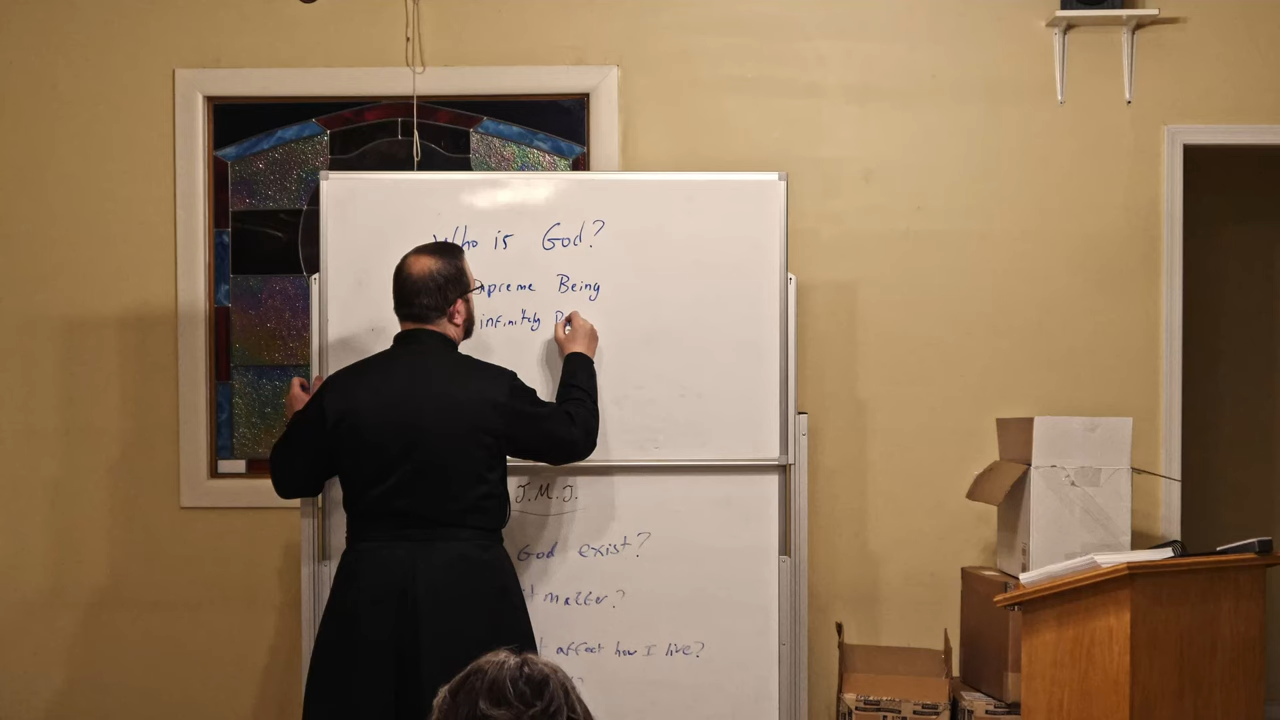 Who is God?
Supreme Being
infinitely
J.M.J.
God exist?
matter?
affect how I live?